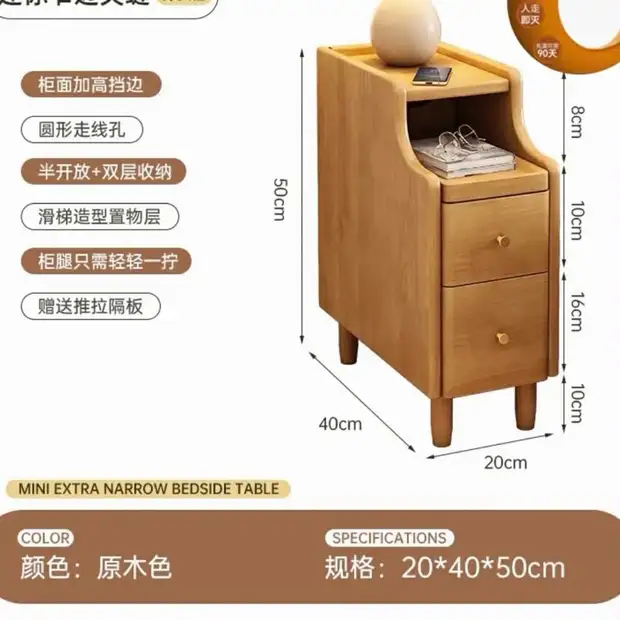 人走
即灭
90天
柜面加高挡边
圆形走线孔
半开放+双层收纳
滑梯造型置物层
柜腿只需轻轻一拧
赠送推拉隔板
50cm
8cm
10cm
16cm
10cm
40cm
20cm
MINI EXTRA NARROW BEDSIDE TABLE
COLOR
颜色：原木色
SPECIFICATIONS
规格：20*40*50cm